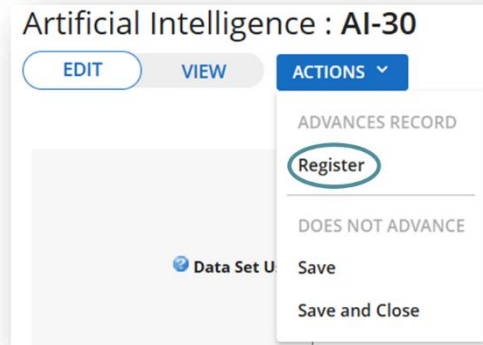 Artificial Intelligence : AI-30
EDIT VIEW ACTIONS
ADVANCES RECORD
Register
DOES NOT ADVANCE
Data Set U
Save
Save and Close